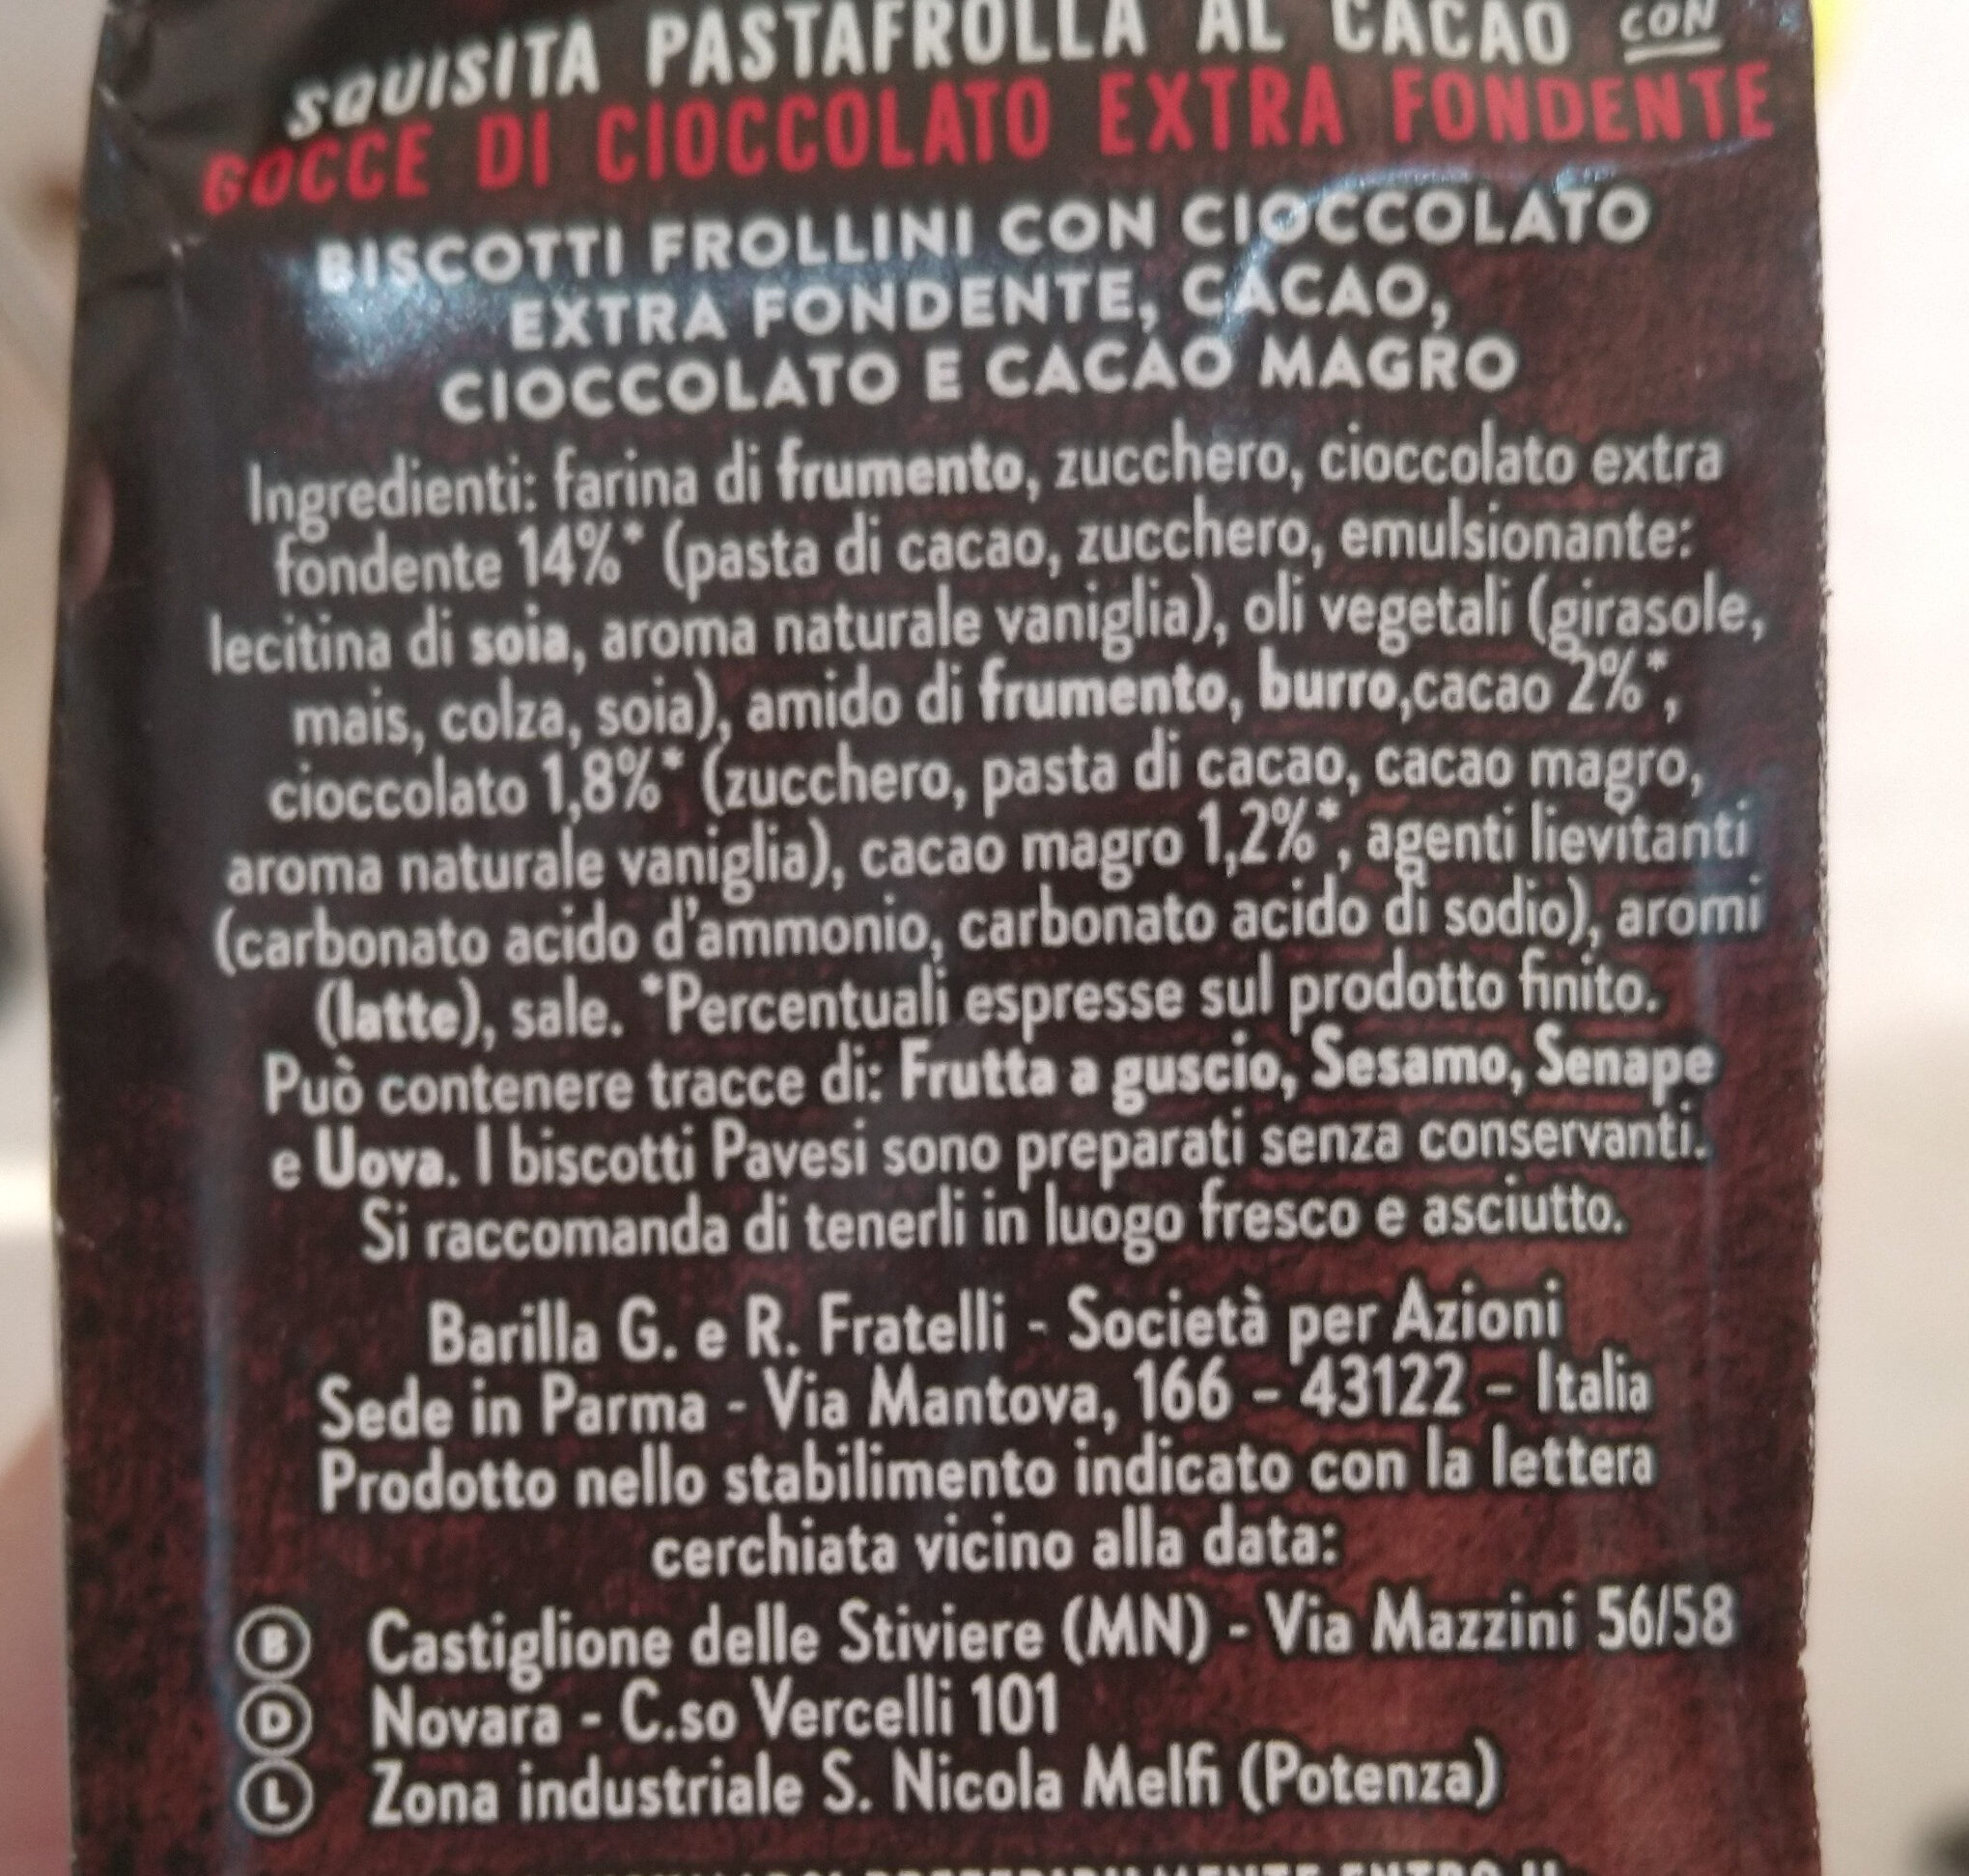 SQUISITA PASTAFROLLA AL CACAO CON
GOCCE DI CIOCCOLATO EXTRA FONDENTE
BISCOTTI FROLLINI CON CIOCCOLATO
EXTRA FONDENTE, CACAO,
CIOCCOLATO E CACAO MAGRO
Ingredienti: farina di frumento, zucchero, cioccolato extra
fondente 14%* (pasta di cacao, zucchero, emulsionante:
lecitina di soia, aroma naturale vaniglia), oli vegetali (girasole,
mais, colza, soia), amido di frumento, burro,cacao 2%*,
cioccolato 1,8%* (zucchero, pasta di cacao, cacao magro,
aroma naturale vaniglia), cacao magro 1,2%*, agenti lievitanti
(carbonato acido d'ammonio, carbonato acido di sodio), aromi
(latte), sale. *Percentuali espresse sul prodotto finito.
Può contenere tracce di: Frutta a guscio, Sesamo, Senape
e Uova. I biscotti Pavesi sono preparati senza conservanti.
Si raccomanda di tenerli in luogo fresco e asciutto.
Barilla G. e R. Fratelli - Società per Azioni
Sede in Parma - Via Mantova, 166 – 43122 – Italia
Prodotto nello stabilimento indicato con la lettera
cerchiata vicino alla data:
B Castiglione delle Stiviere (MN) - Via Mazzini 56/58
D Novara - C.so Vercelli 101
L Zona industriale S. Nicola Melfi (Potenza)
PREFERIBILMENTE ENTRO IL